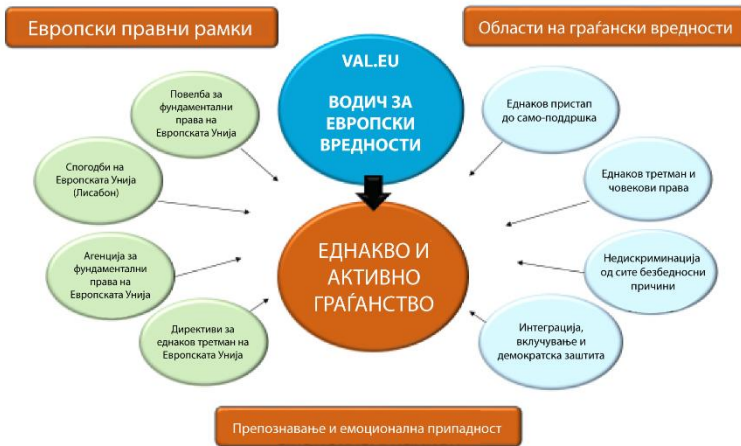 Европски правни рамки
Области на граѓански вредности
VAL.EU
ВОДИЧ ЗА
ЕВРОПСКИ
ВРЕДНОСТИ
Повелба за
фундаментални
права на
Европската Унија
Спогодби на
Европската Унија
(Лисабон)
Агенција за
фундаментални
права на
Европската Унија
Директиви за
еднаков третман на
Европската Унија
ЕДНАКВО И
АКТИВНО
ГРАЃАНСТВО
Еднаков пристап
до само-поддршка
Еднаков третман и
човекови права
Недискриминација
од сите безбедносни
причини
Интеграција,
вклучување и
демократска заштита
Препознавање и емоционална припадност